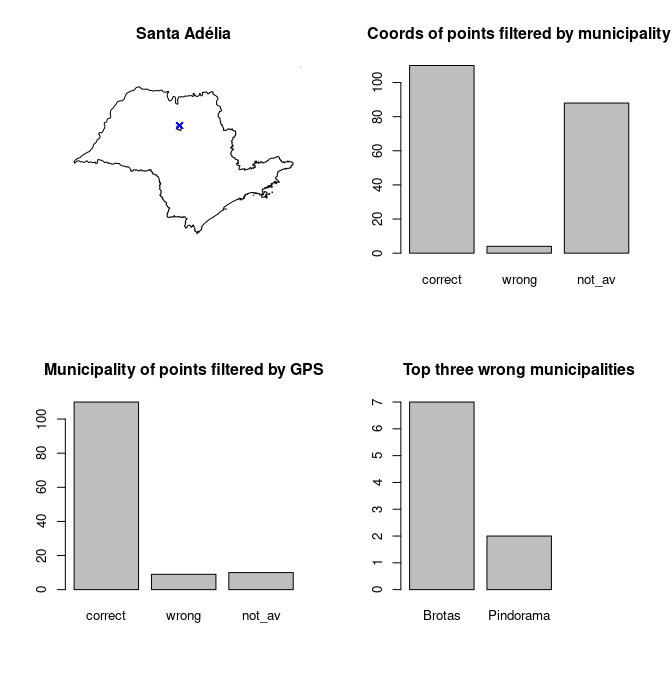 Santa Adélia
Coords of points filtered by municipality
100
80
60
40
20
0
correct wrong not_av
Municipality of points filtered by GPS
100
80
60
40
20
0
correct wrong not_av
Top three wrong municipalities
7
6
5
4
3
2
1
0
Brotas Pindorama